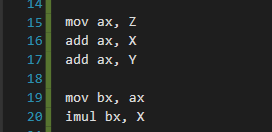 14
15 mov ax, Z
16 add ax, X
17 add ax, Y
18
19 mov bx, ax
20 imul bx, X